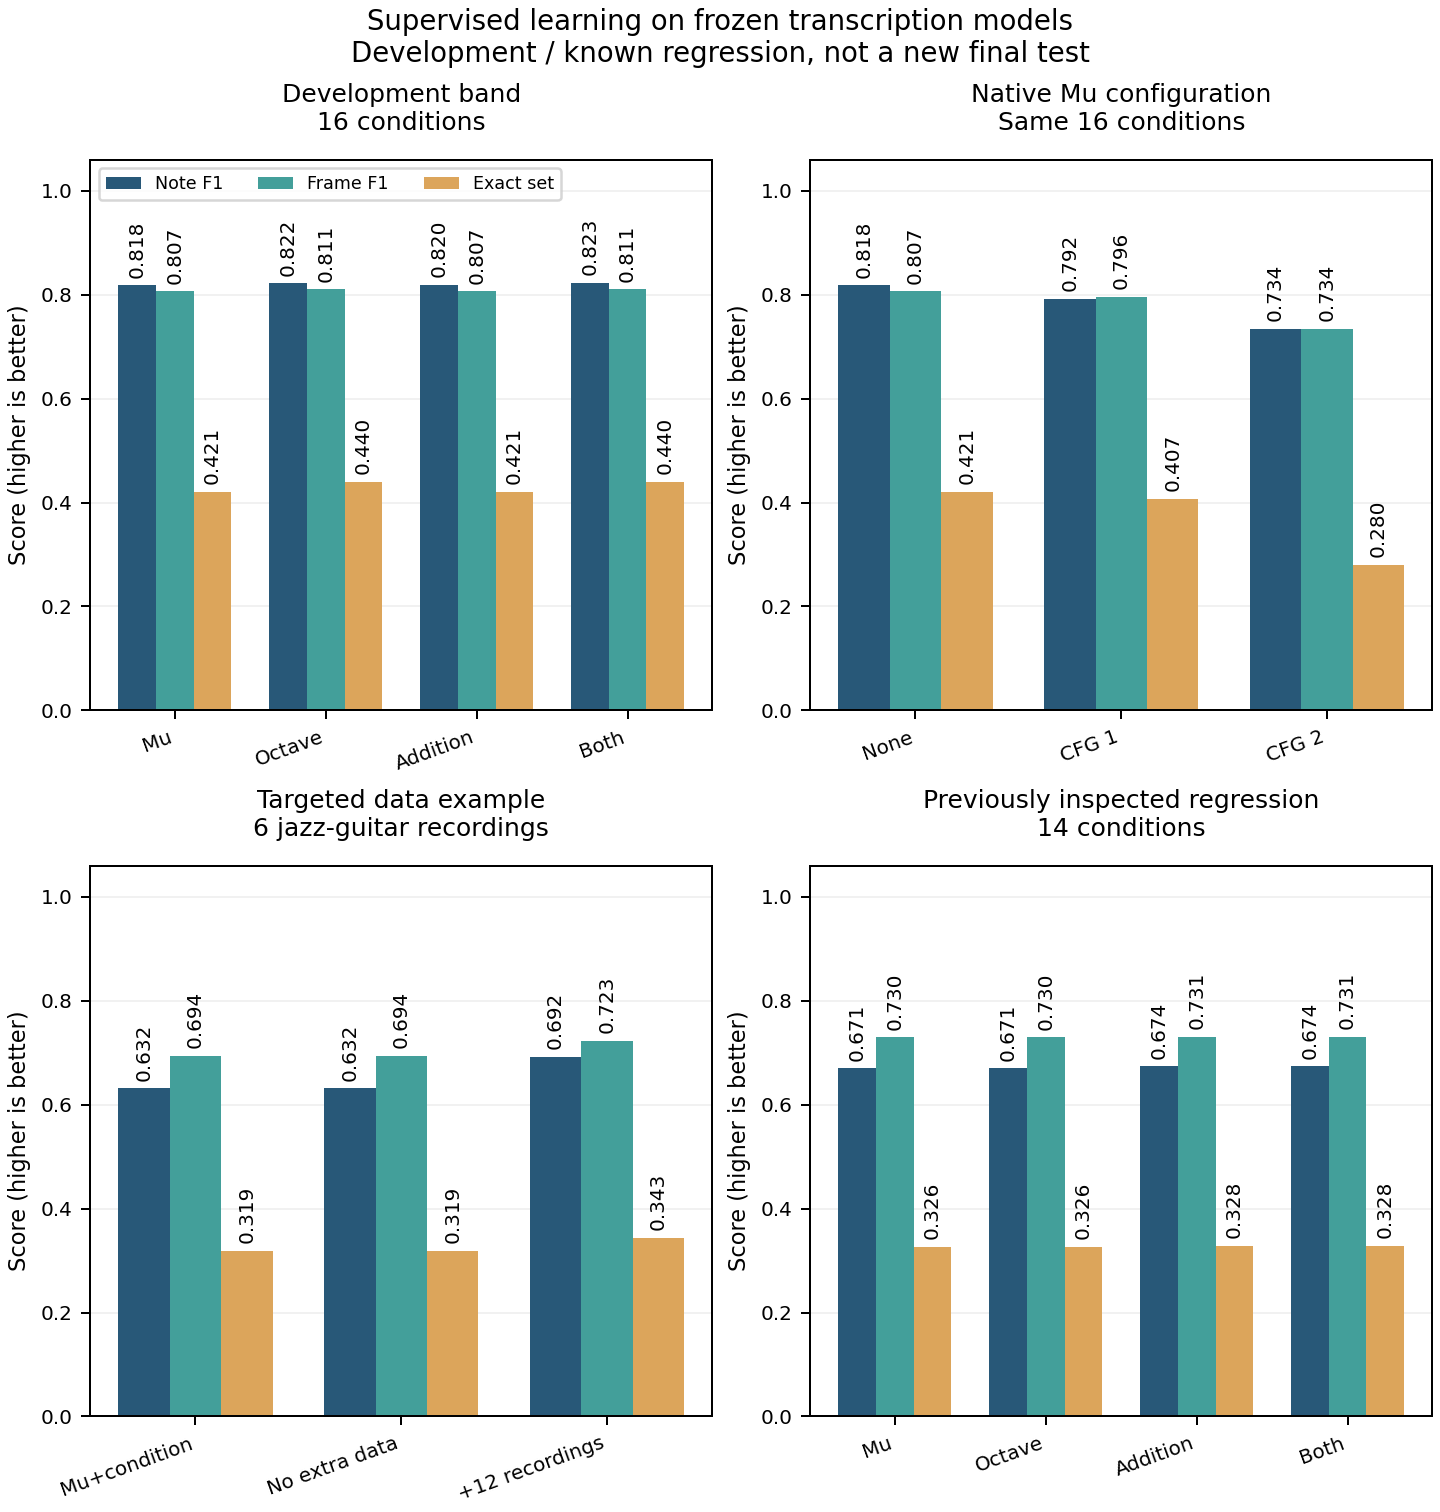 Supervised learning on frozen transcription models
Development / known regression, not a new final test
Development band
16 conditions
Note F1
Frame F1
Exact set
Score (higher is better)
1.0
0.8
0.6
0.4
0.2
0.0
0.818
0.807
0.421
0.822
0.811
0.440
0.820
0.807
0.421
0.823
0.811
0.440
Mu
Octave
Addition
Both
Native Mu configuration
Same 16 conditions
Score (higher is better)
1.0
0.8
0.6
0.4
0.2
0.0
0.818
0.807
0.421
0.792
0.796
0.407
0.734
0.734
0.280
None
CFG 1
CFG 2
Targeted data example
6 jazz-guitar recordings
Score (higher is better)
1.0
0.8
0.6
0.4
0.2
0.0
0.632
0.694
0.319
0.632
0.694
0.319
0.692
0.723
0.343
Mu+condition
No extra data
+12 recordings
Previously inspected regression
14 conditions
Score (higher is better)
1.0
0.8
0.6
0.4
0.2
0.0
0.671
0.730
0.326
0.671
0.730
0.326
0.674
0.731
0.328
0.674
0.731
0.328
Mu
Octave
Addition
Both